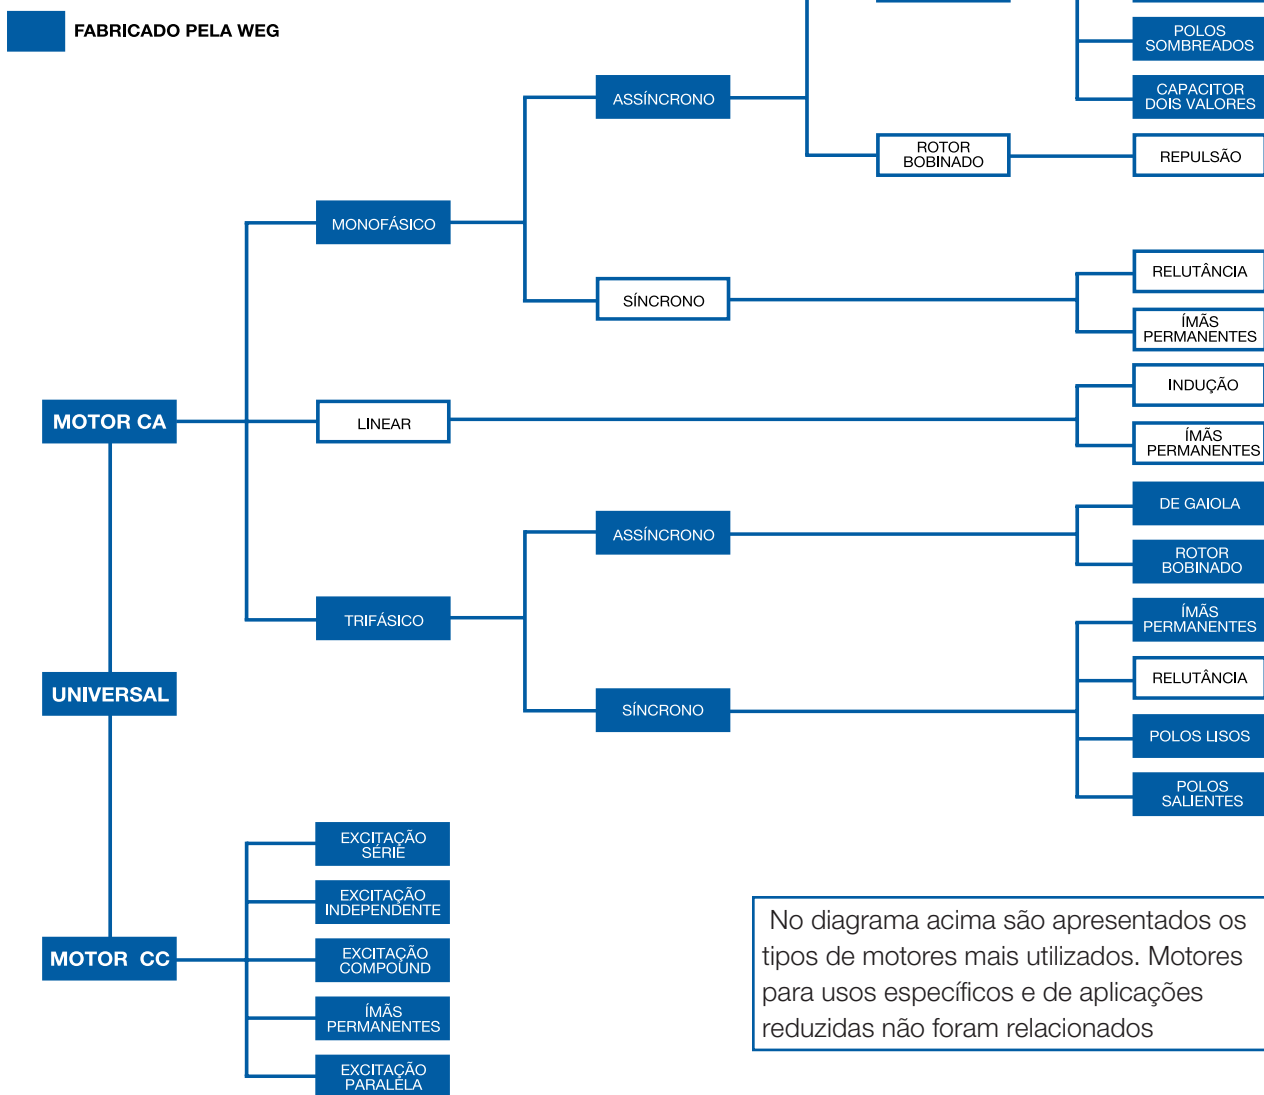 FABRICADO PELA WEG
POLOS
SOMBREADOS
CAPACITOR
DOIS VALORES
ASSÍNCRONO
ROTOR
BOBINADO
REPULSÃO
MONOFÁSICO
SÍNCRONO
RELUTÂNCIA
ÍMÃS
PERMANENTES
MOTOR CA
LINEAR
INDUÇÃO
ÍMÃS
PERMANENTES
ASSÍNCRONO
DE GAIOLA
ROTOR
BOBINADO
TRIFÁSICO
ÍMÃS
PERMANENTES
RELUTÂNCIA
UNIVERSAL
SÍNCRONO
POLOS LISOS
POLOS
SALIENTES
EXCITAÇÃO
SÉRIE
EXCITAÇÃO
INDEPENDENTE
MOTOR CC
EXCITAÇÃO
COMPOUND
ÍMÃS
PERMANENTES
EXCITAÇÃO
PARALELA
No diagrama acima são apresentados os
tipos de motores mais utilizados. Motores
para usos específicos e de aplicações
reduzidas não foram relacionados